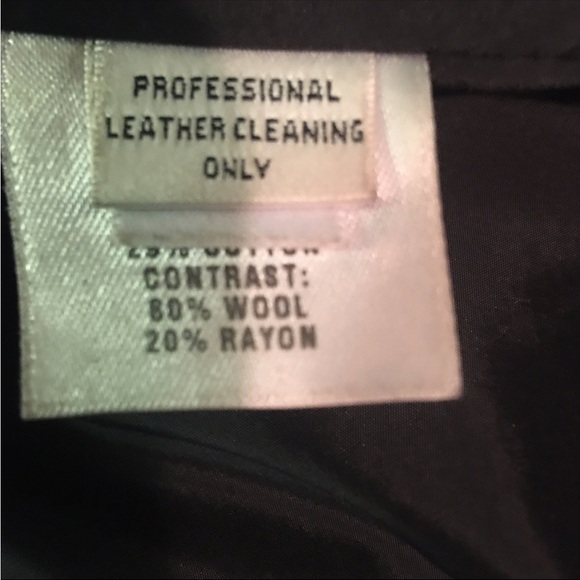 PROFESSIONAL
LEATHER CLEANING
ONLY
CONTRAST:
80% WOOL
20% RAYON